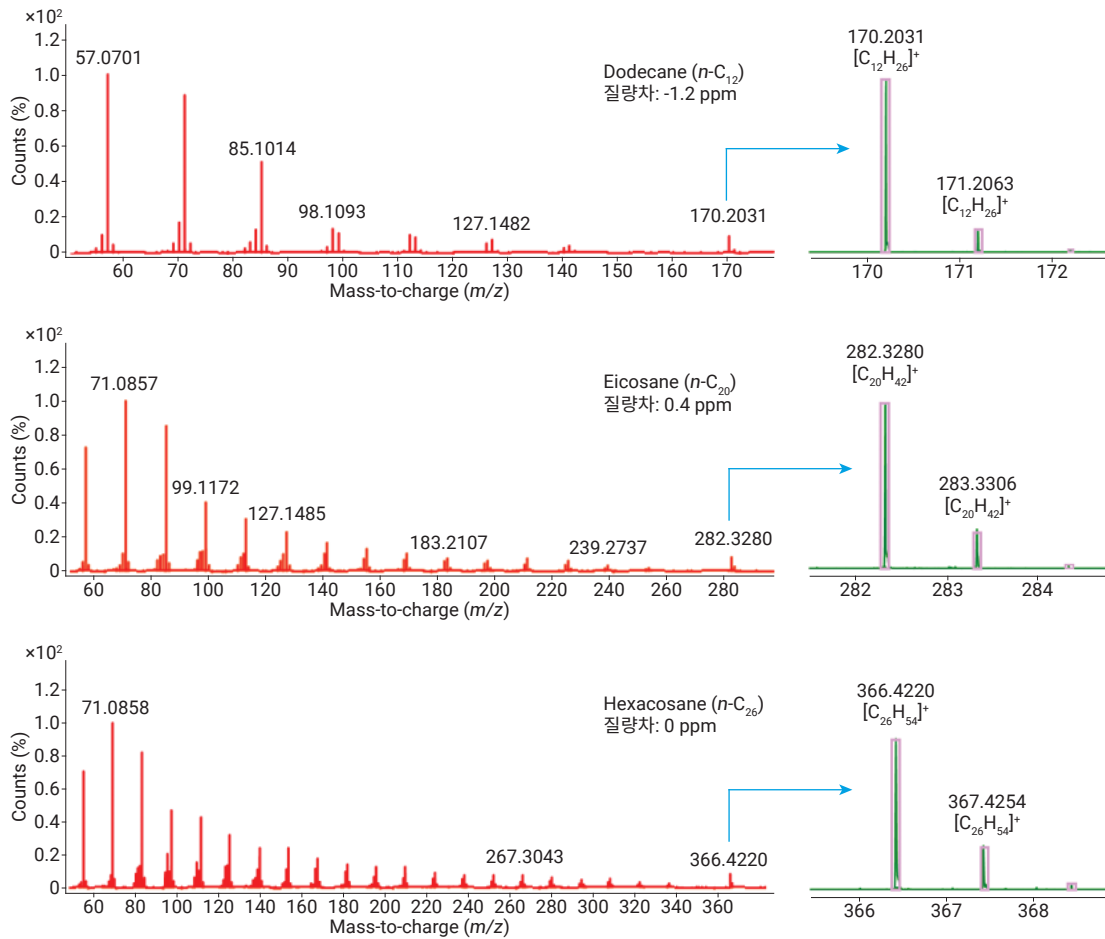 ×10²
Counts (%)
1.2
1.0
0.8
0.6
0.4
0.2
0
57.0701
85.1014
98.1093
127.1482
170.2031
Dodecane (n-C₁₂)
질량차: -1.2 ppm
60 70 80 90 100 110 120 130 140 150 160 170
Mass-to-charge (m/z)
170.2031
[C₁₂H₂₆]⁺
171.2063
[C₁₂H₂₆]⁺
170 171 172
×10²
Counts (%)
1.2
1.0
0.8
0.6
0.4
0.2
0
71.0857
99.1172
127.1485
183.2107
239.2737
282.3280
Eicosane (n-C₂₀)
질량차: 0.4 ppm
60 80 100 120 140 160 180 200 220 240 260 280
Mass-to-charge (m/z)
282.3280
[C₂₀H₄₂]⁺
283.3306
[C₂₀H₄₂]⁺
282 283 284
×10²
Counts (%)
1.2
1.0
0.8
0.6
0.4
0.2
0
71.0858
267.3043
366.4220
Hexacosane (n-C₂₆)
질량차: 0 ppm
60 80 100 120 140 160 180 200 220 240 260 280 300 320 340 360
Mass-to-charge (m/z)
366.4220
[C₂₆H₅₄]⁺
367.4254
[C₂₆H₅₄]⁺
366 367 368